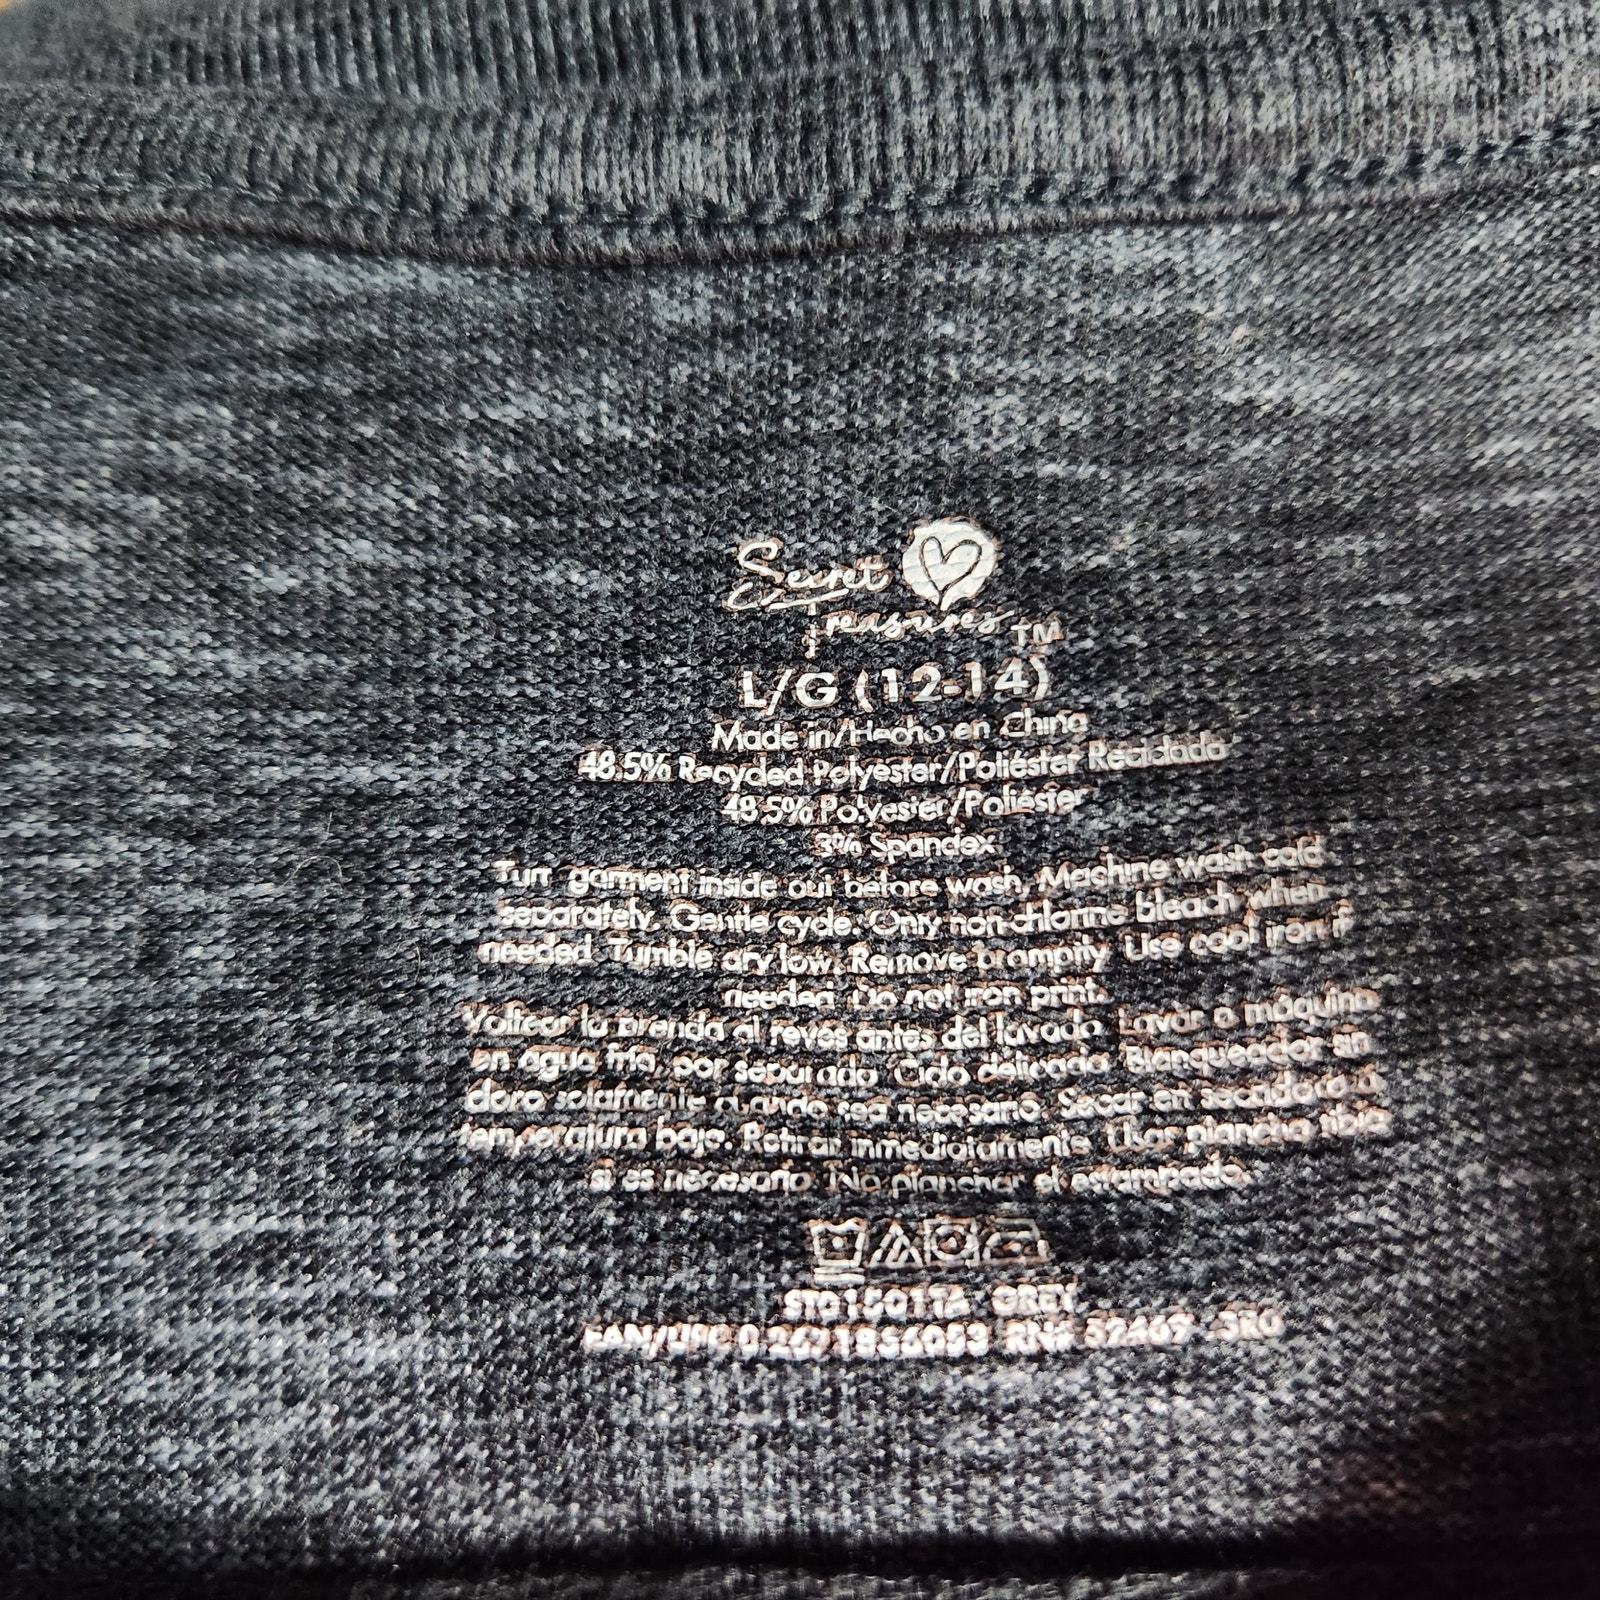 Secret
Treasures™
L/G (12-14)
Made in/Hecho en China
48.5% Recycled Polyester/Poliéster Reciclado
48.5% Polyester/Poliéster
3% Spandex
Turn garment inside out before wash. Machine wash cold
separately. Gentle cycle. Only non-chlorine bleach when
needed. Tumble dry low. Remove promptly. Use cool iron if
needed. Do not iron print.
Voltear la prenda al revés antes del lavado. Lavar a máquina
en agua fría, por separado. Ciclo delicado. Blanqueador sin
cloro solamente cuando sea necesario. Secar en secadora a
temperatura baja. Retirar inmediatamente. Usar plancha tibia
si es necesario. No planchar el estampado.
GREY
RN# 52469